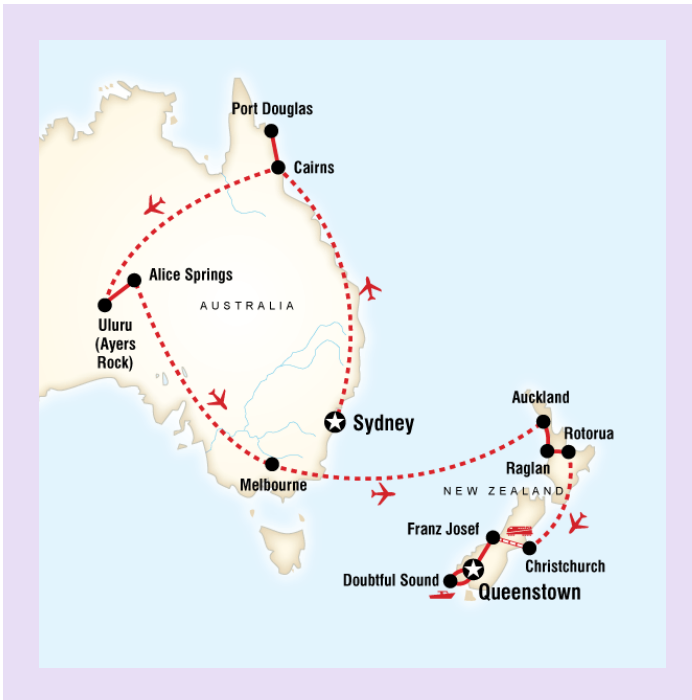 Port Douglas
Cairns
Alice Springs
AUSTRALIA
Uluru
(Ayers
Rock)
Sydney
Melbourne
Auckland
Rotorua
Raglan
NEW ZEALAND
Franz Josef
Christchurch
Doubtful Sound
Queenstown